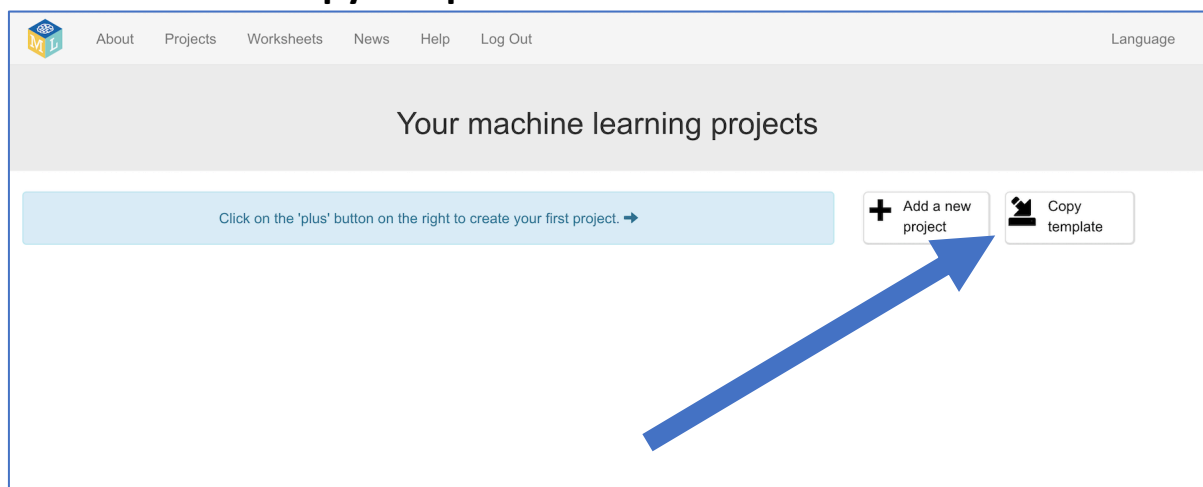 About Projects Worksheets News Help Log Out Language
Your machine learning projects
Click on the 'plus' button on the right to create your first project.
Add a new
project
Copy
template
ML